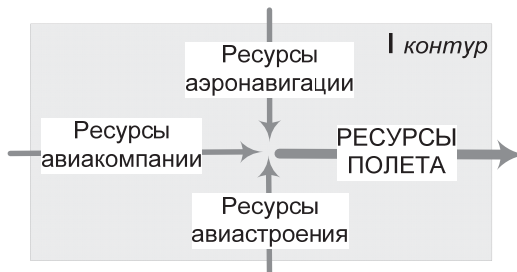 I контур
Ресурсы
аэронавигации
Ресурсы
авиакомпании
РЕСУРСЫ
ПОЛЕТА
Ресурсы
авиастроения